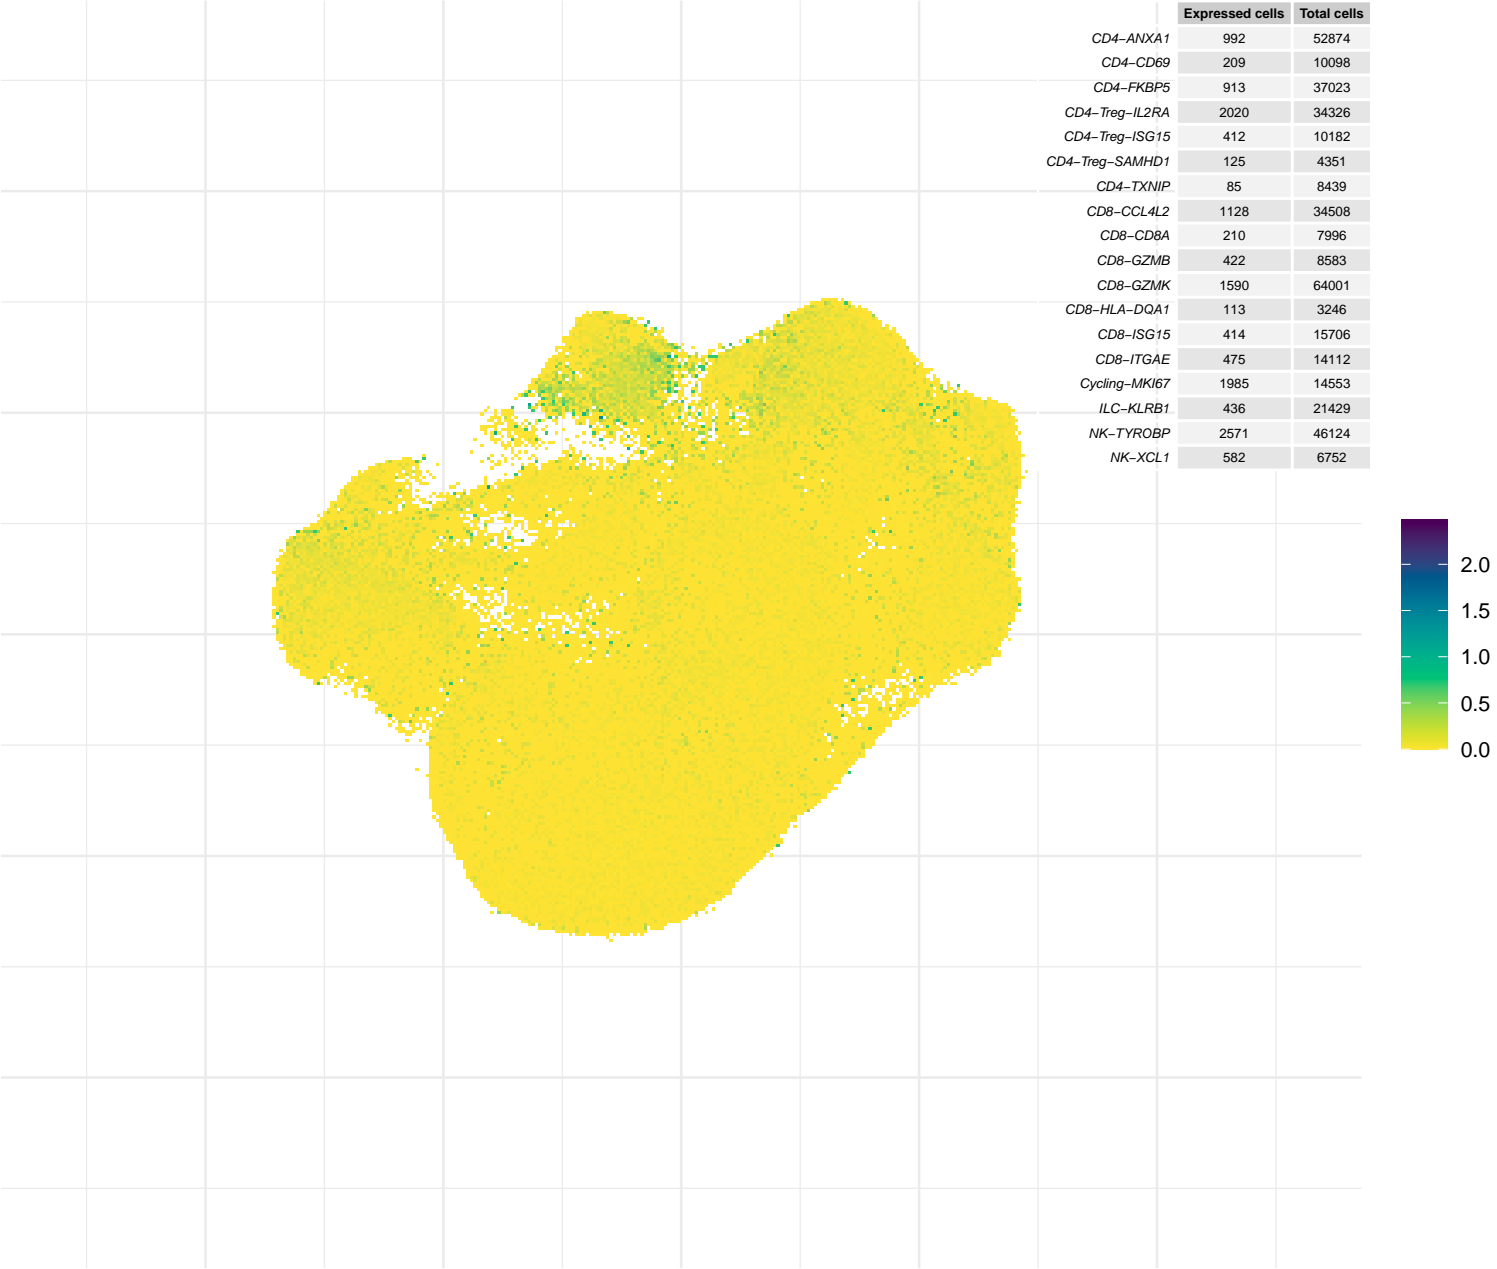 Expressed cells Total cells
CD4−ANXA1 992 52874
CD4−CD69 209 10098
CD4−FKBP5 913 37023
CD4−Treg−IL2RA 2020 34326
CD4−Treg−ISG15 412 10182
CD4−Treg−SAMHD1 125 4351
CD4−TXNIP 85 8439
CD8−CCL4L2 1128 34508
CD8−CD8A 210 7996
CD8−GZMB 422 8583
CD8−GZMK 1590 64001
CD8−HLA−DQA1 113 3246
CD8−ISG15 414 15706
CD8−ITGAE 475 14112
Cycling−MKI67 1985 14553
ILC−KLRB1 436 21429
NK−TYROBP 2571 46124
NK−XCL1 582 6752
2.0
1.5
1.0
0.5
0.0